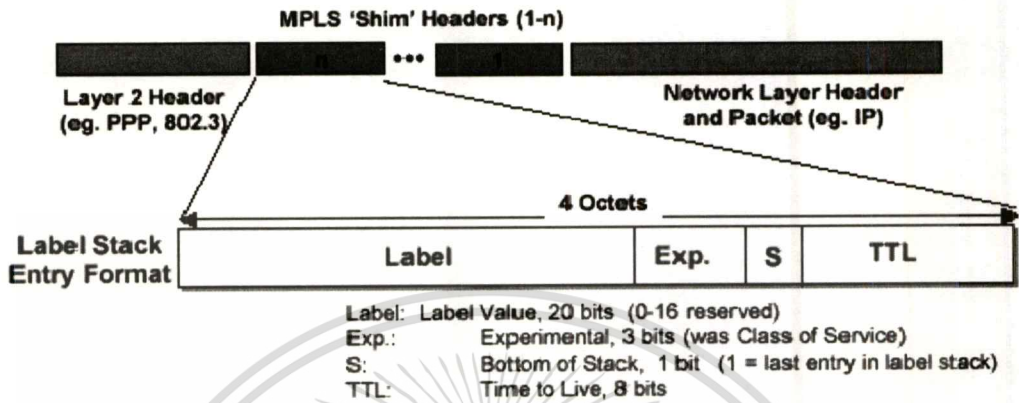 MPLS 'Shim' Headers (1-n)
n ••• 1
Layer 2 Header
(eg. PPP, 802.3)
Network Layer Header
and Packet (eg. IP)
4 Octets
Label Stack
Entry Format
Label Exp. S TTL
Label: Label Value, 20 bits (0-16 reserved)
Exp.: Experimental, 3 bits (was Class of Service)
S: Bottom of Stack, 1 bit (1 = last entry in label stack)
TTL: Time to Live, 8 bits